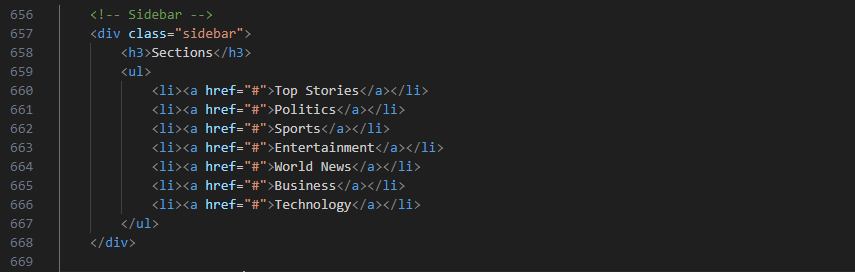 656 <!-- Sidebar -->
657 <div class="sidebar">
658 <h3>Sections</h3>
659 <ul>
660 <li><a href="#">Top Stories</a></li>
661 <li><a href="#">Politics</a></li>
662 <li><a href="#">Sports</a></li>
663 <li><a href="#">Entertainment</a></li>
664 <li><a href="#">World News</a></li>
665 <li><a href="#">Business</a></li>
666 <li><a href="#">Technology</a></li>
667 </ul>
668 </div>
669